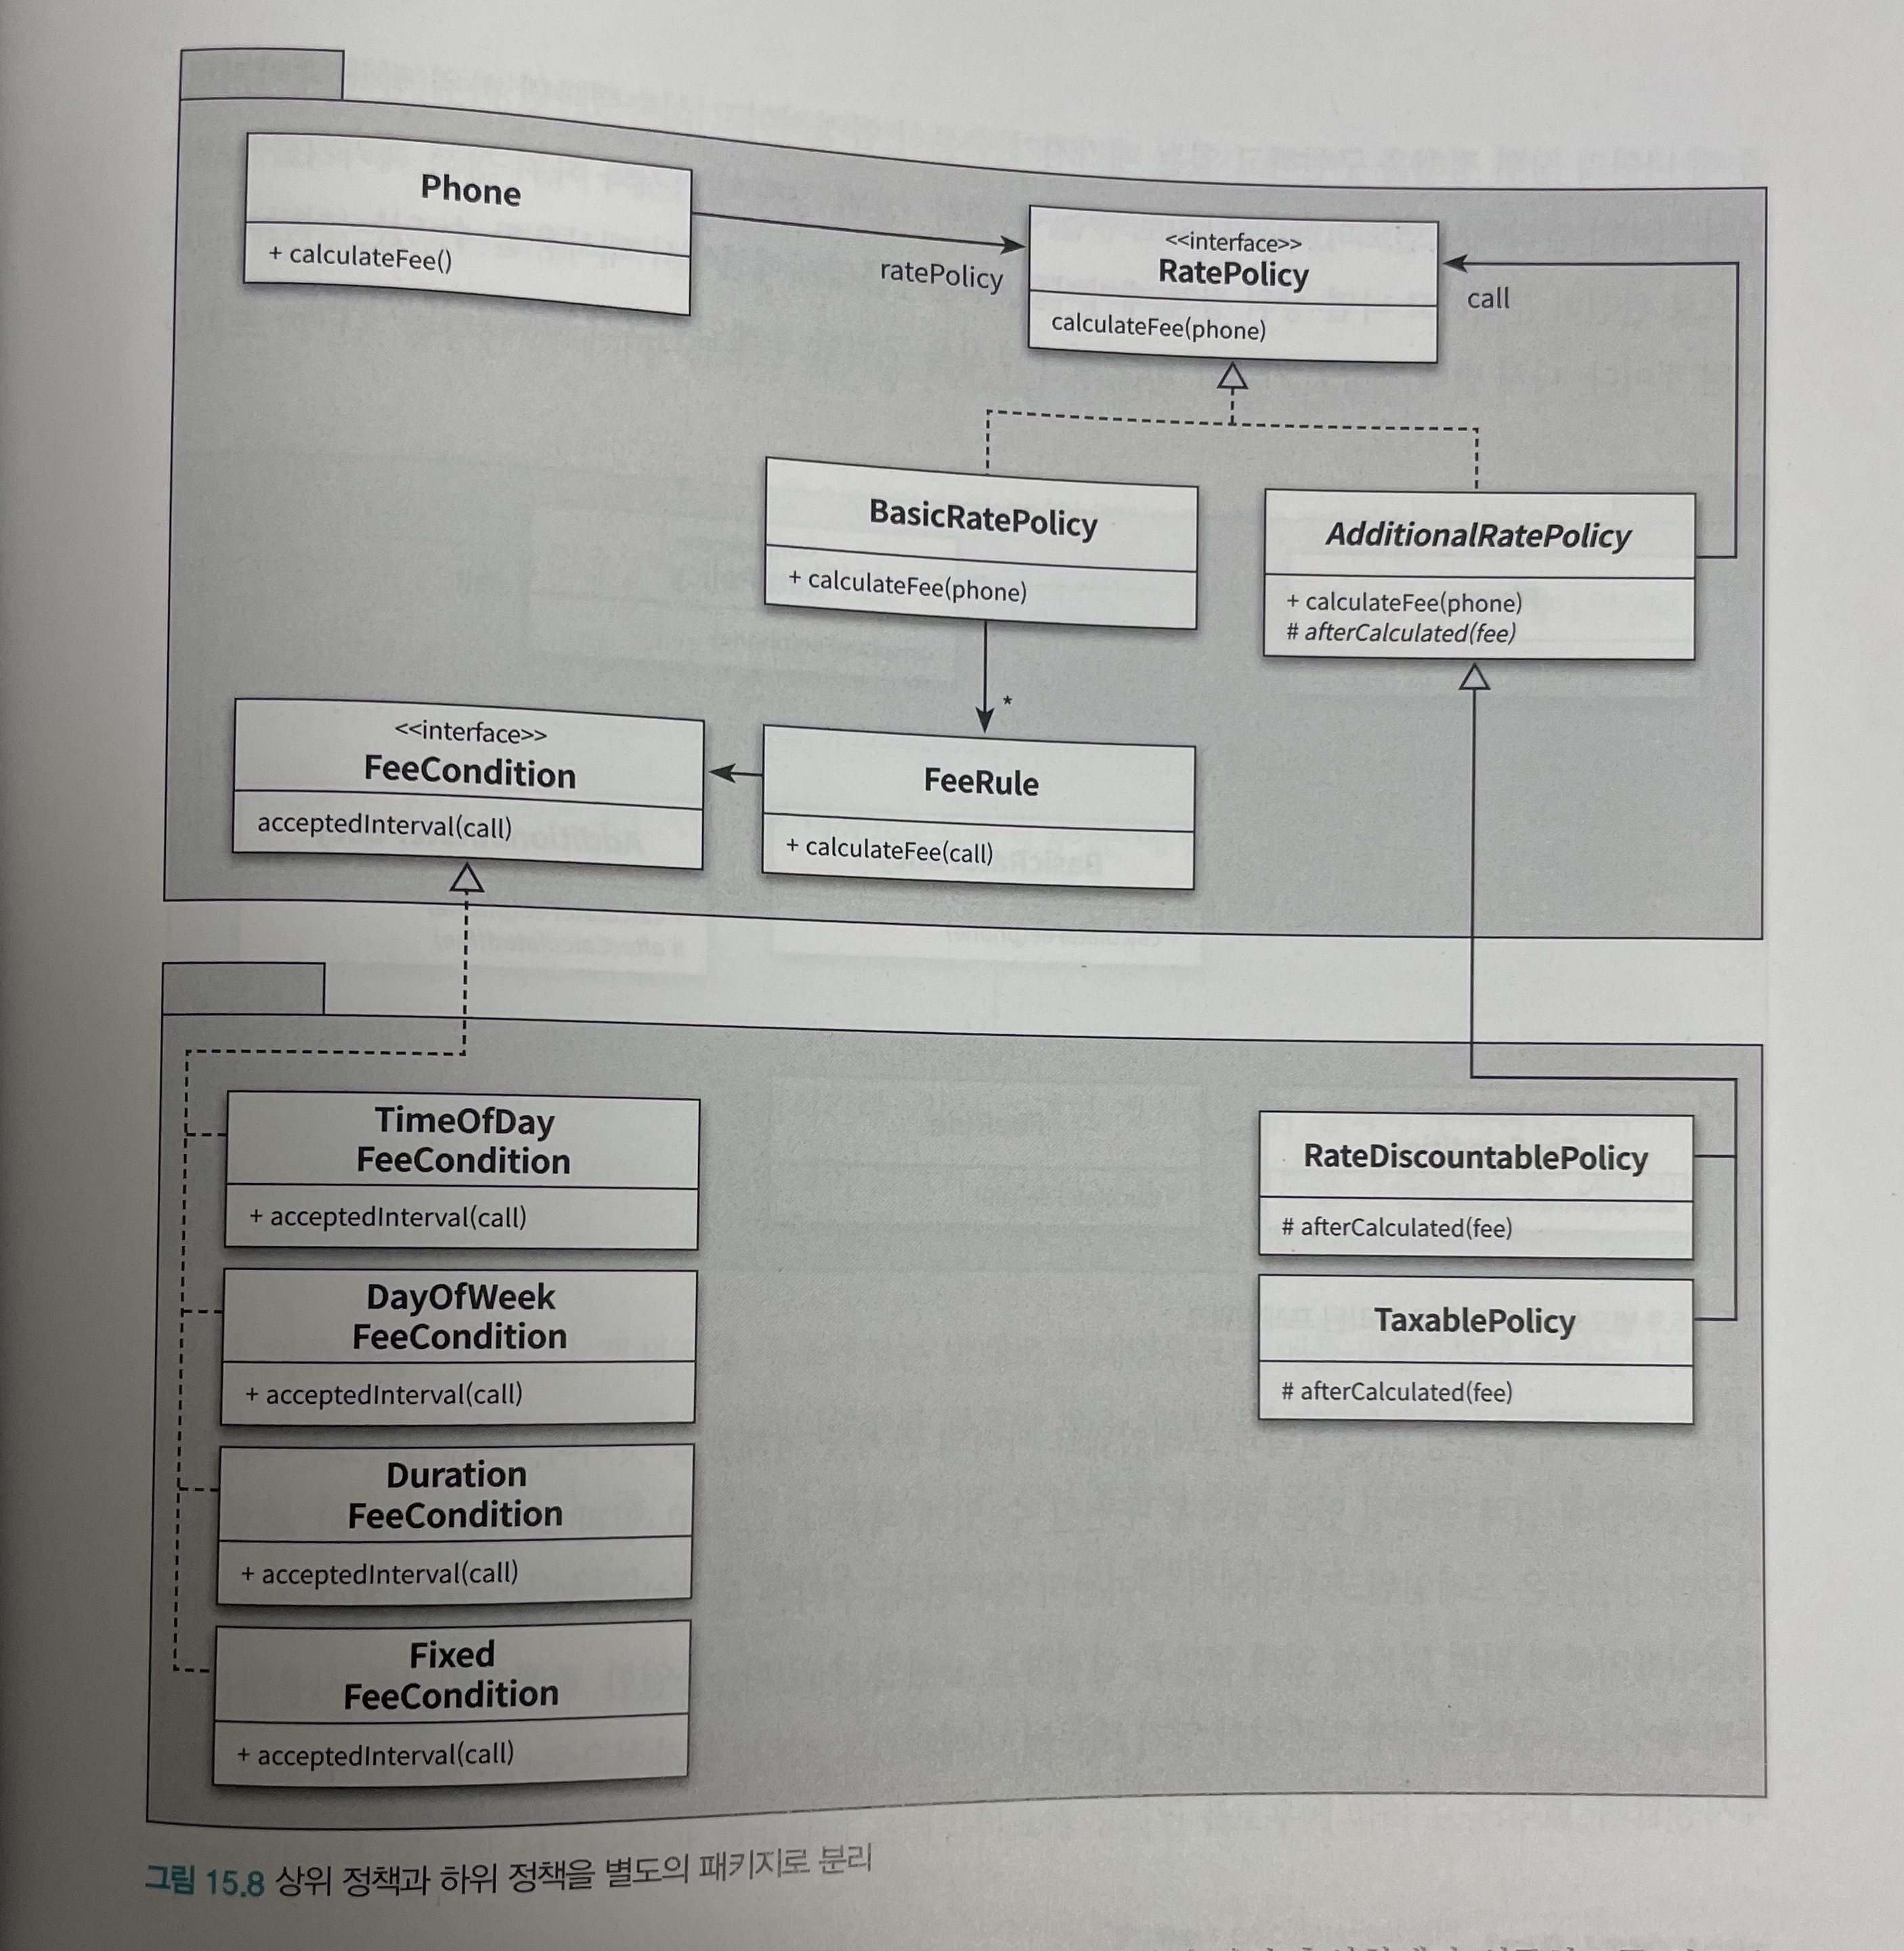 Phone
+ calculateFee()
ratePolicy
<<interface>>
RatePolicy
calculateFee(phone)
call
BasicRatePolicy
+ calculateFee(phone)
AdditionalRatePolicy
+ calculateFee(phone)
# afterCalculated(fee)
*
<<interface>>
FeeCondition
acceptedInterval(call)
FeeRule
+ calculateFee(call)
TimeOfDay
FeeCondition
+ acceptedInterval(call)
DayOfWeek
FeeCondition
+ acceptedInterval(call)
Duration
FeeCondition
+ acceptedInterval(call)
Fixed
FeeCondition
+ acceptedInterval(call)
RateDiscountablePolicy
# afterCalculated(fee)
TaxablePolicy
# afterCalculated(fee)
그림 15.8 상위 정책과 하위 정책을 별도의 패키지로 분리